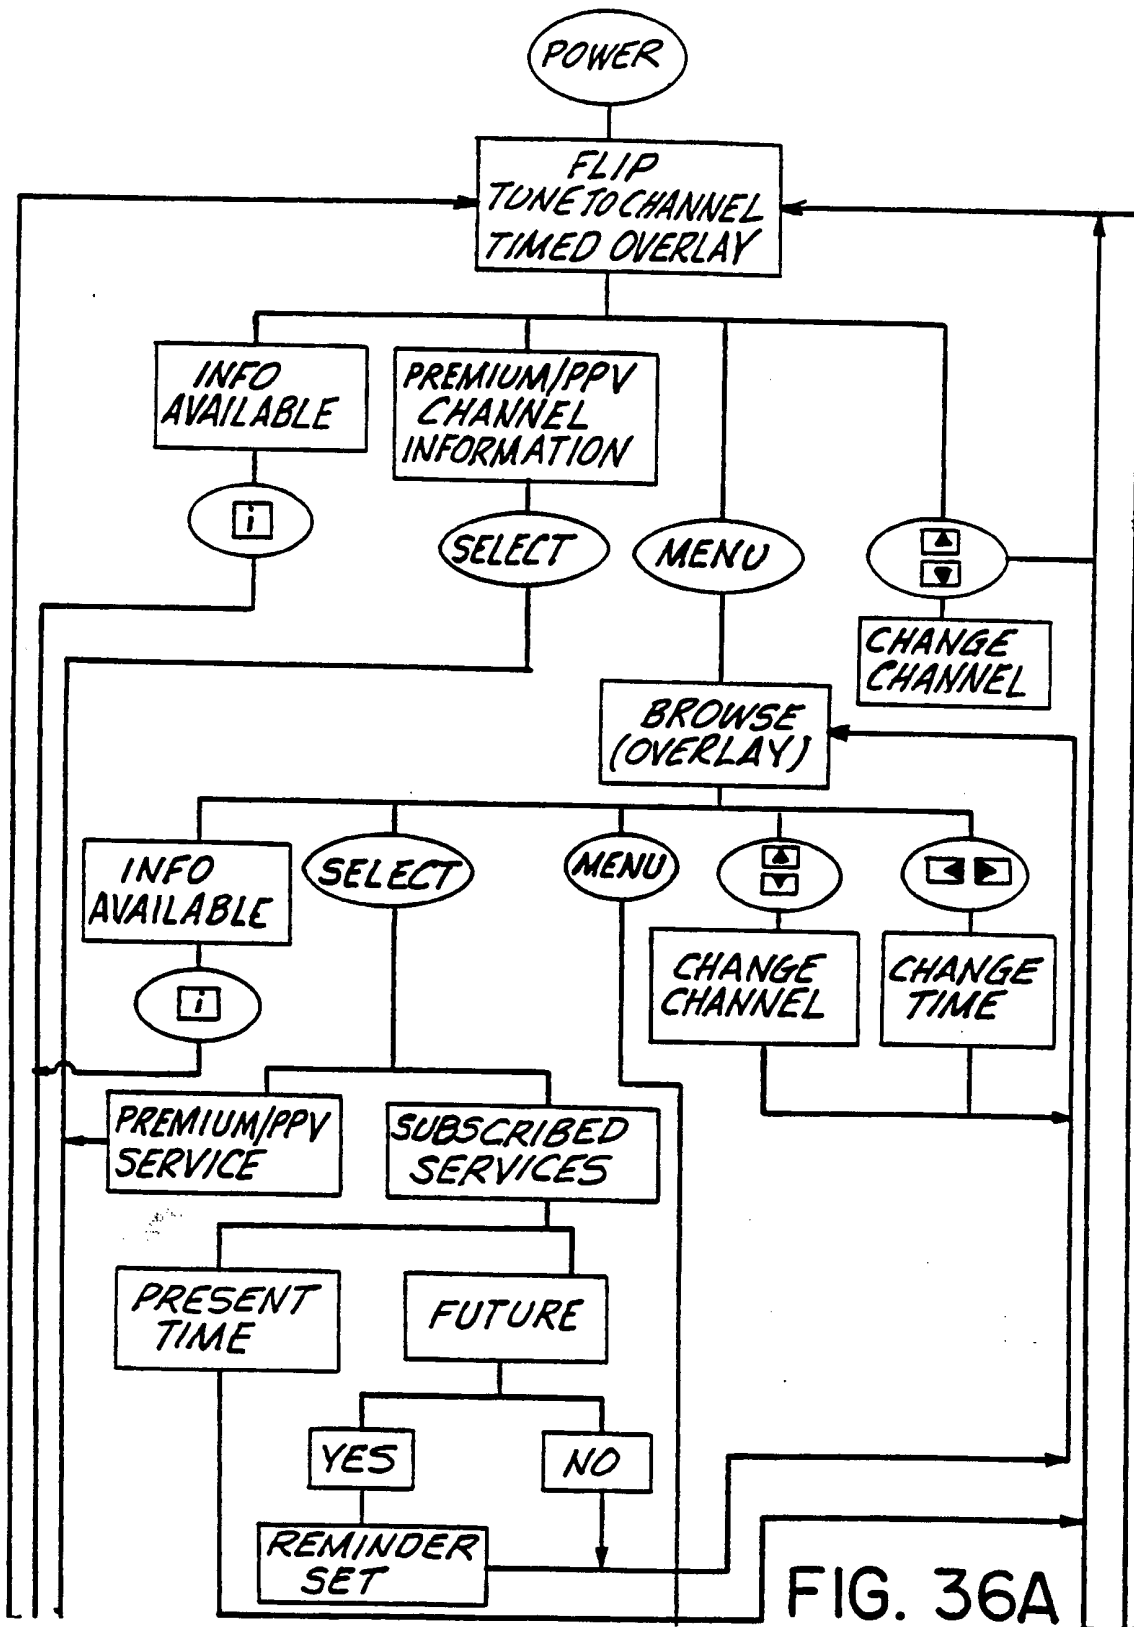 POWER
FLIP
TUNE TO CHANNEL
TIMED OVERLAY
INFO
AVAILABLE
PREMIUM/PPV
CHANNEL
INFORMATION
i
SELECT
MENU
CHANGE
CHANNEL
BROWSE
(OVERLAY)
INFO
AVAILABLE
SELECT
MENU
i
CHANGE
CHANNEL
CHANGE
TIME
PREMIUM/PPV
SERVICE
SUBSCRIBED
SERVICES
PRESENT
TIME
FUTURE
YES
NO
REMINDER
SET
FIG. 36A